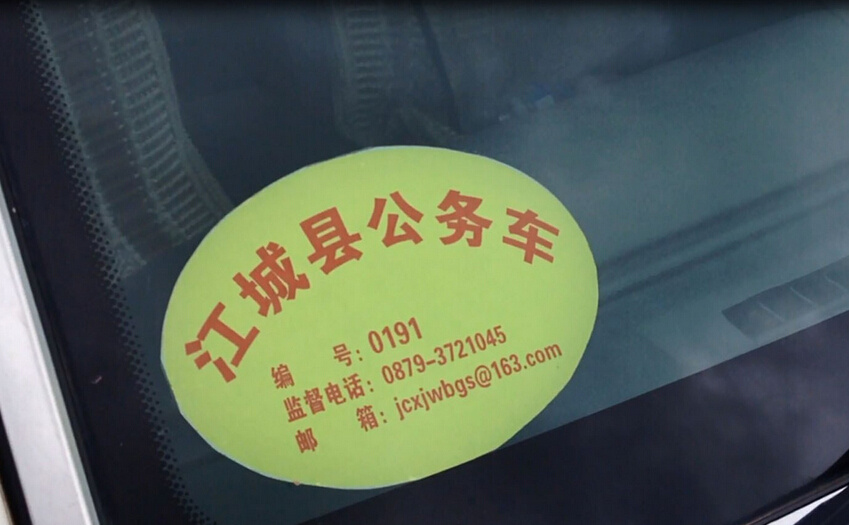 江城县公务车
编 号：0191
监督电话：0879-3721045
邮 箱：jcxjwbgs@163.com